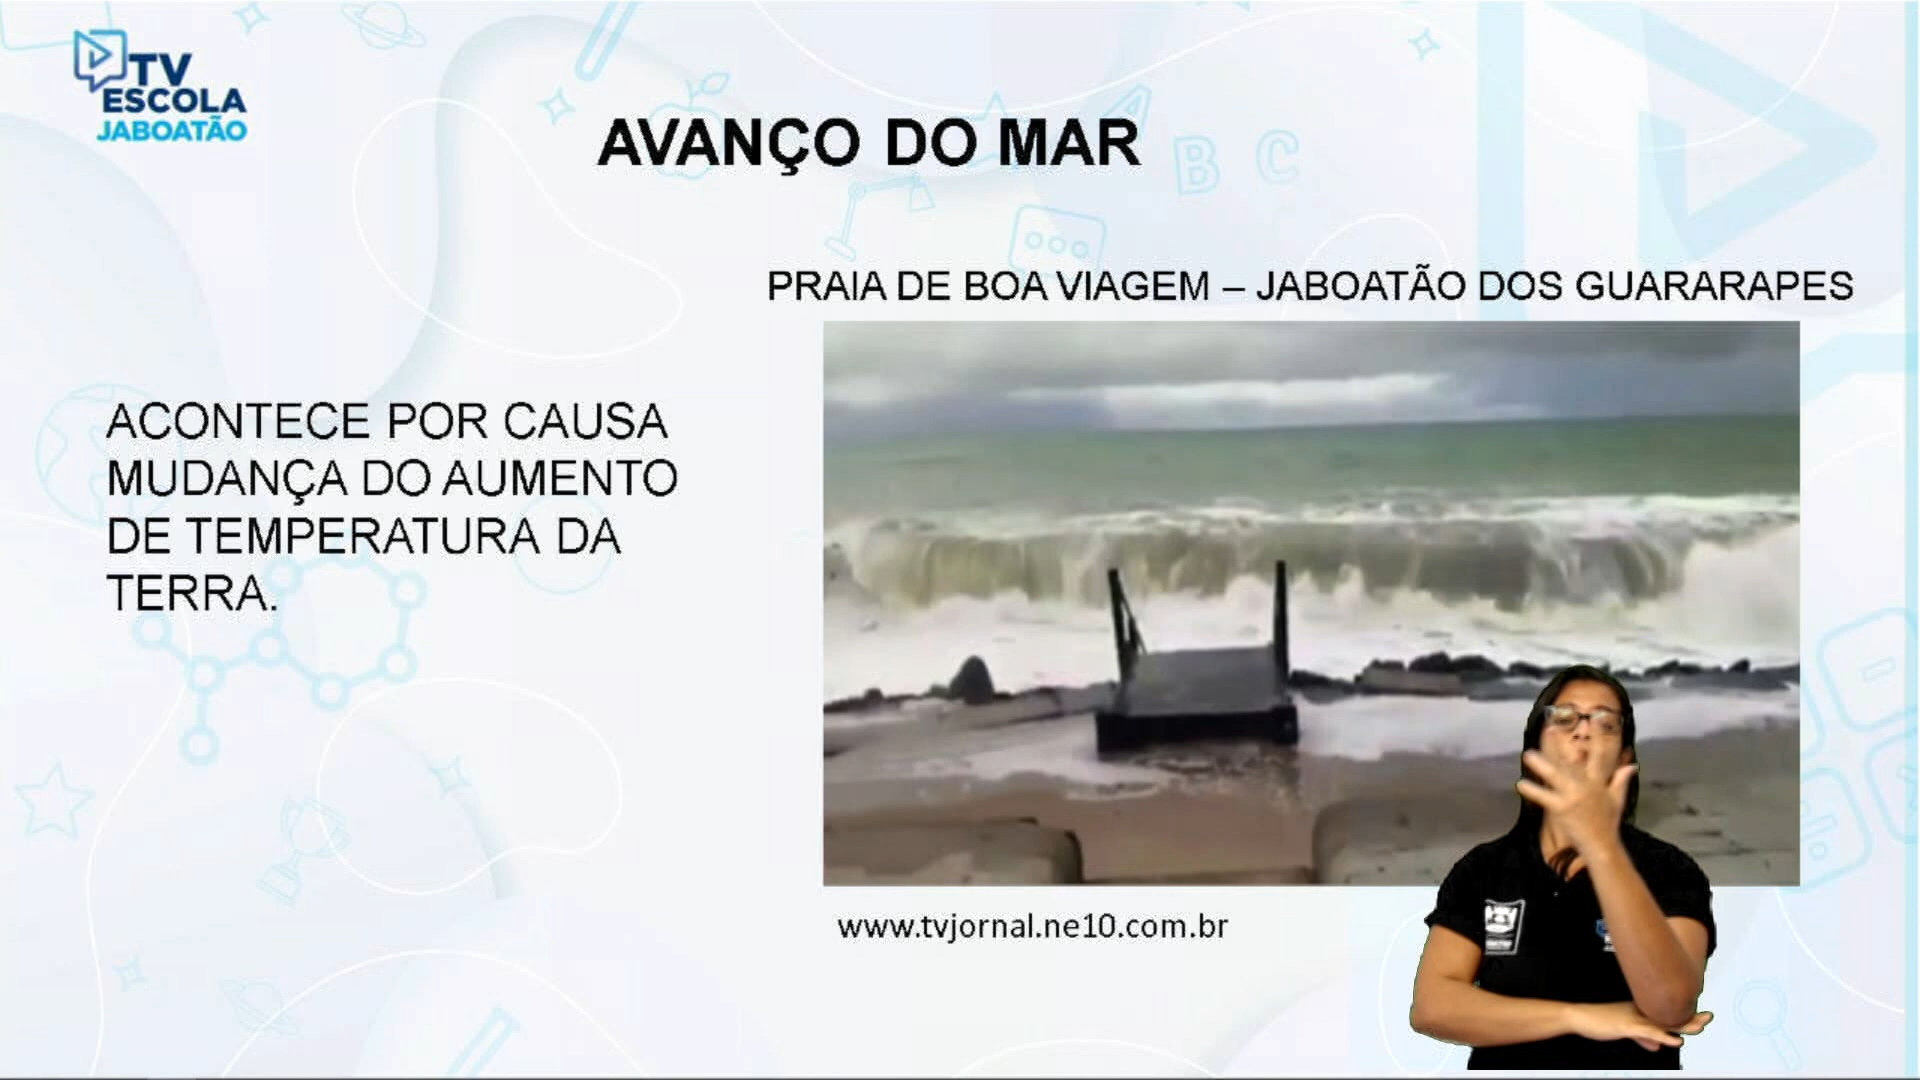 TV
ESCOLA
JABOATÃO
AVANÇO DO MAR
A
B C
PRAIA DE BOA VIAGEM – JABOATÃO DOS GUARARAPES
ACONTECE POR CAUSA
MUDANÇA DO AUMENTO
DE TEMPERATURA DA
TERRA.
www.tvjornal.ne10.com.br